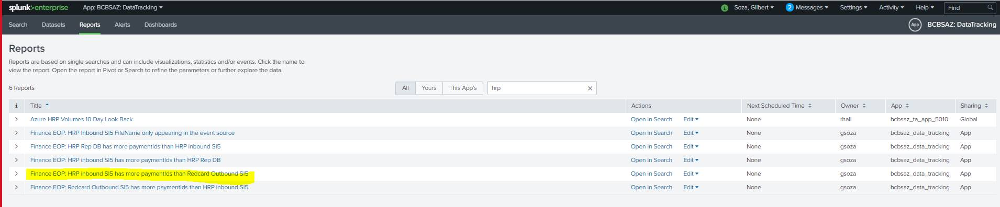 splunk>enterprise App: BCBSAZ: DataTracking i Soza, Gilbert 2 Messages Settings Activity Help Find
Search Datasets Reports Alerts Dashboards App BCBSAZ: DataTracking
Reports
Reports are based on single searches and can include visualizations, statistics and/or events. Click the name to
view the report. Open the report in Pivot or Search to refine the parameters or further explore the data.
6 Reports All Yours This App's hrp
i Title Actions Next Scheduled Time Owner App Sharing
Azure HRP Volumes 10 Day Look Back Open in Search Edit None rhall bcbsaz_ta_app_5010 Global
Finance EOP: HRP Inbound SI5 FileName only appearing in the event source Open in Search Edit None gsoza bcbsaz_data_tracking App
Finance EOP: HRP Rep DB has more paymentIds than HRP inbound SI5 Open in Search Edit None gsoza bcbsaz_data_tracking App
Finance EOP: HRP inbound SI5 has more paymentIds than HRP Rep DB Open in Search Edit None gsoza bcbsaz_data_tracking App
Finance EOP: HRP inbound SI5 has more paymentIds than Redcard Outbound SI5 Open in Search Edit None gsoza bcbsaz_data_tracking App
Finance EOP: Redcard Outbound SI5 has more paymentIds than HRP inbound SI5 Open in Search Edit None gsoza bcbsaz_data_tracking App